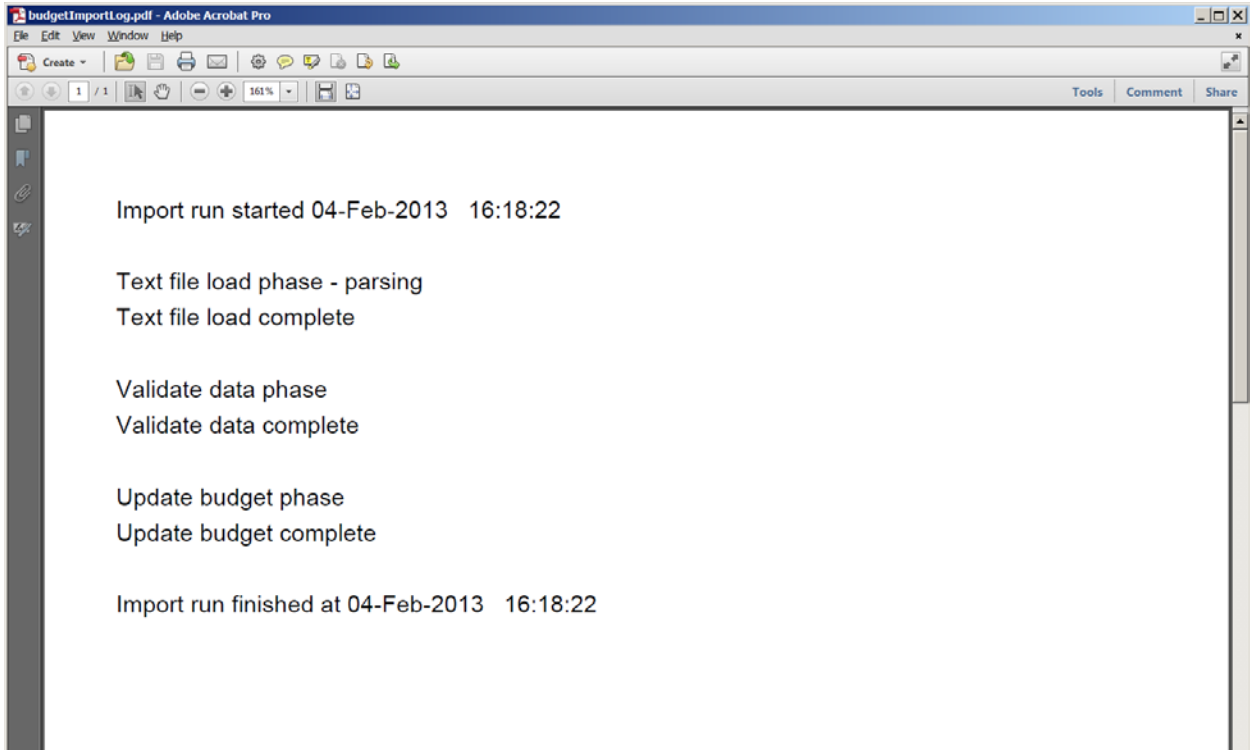 budgetImportLog.pdf - Adobe Acrobat Pro
File Edit View Window Help
Create
1 / 1 161% Tools Comment Share
Import run started 04-Feb-2013 16:18:22
Text file load phase - parsing
Text file load complete
Validate data phase
Validate data complete
Update budget phase
Update budget complete
Import run finished at 04-Feb-2013 16:18:22